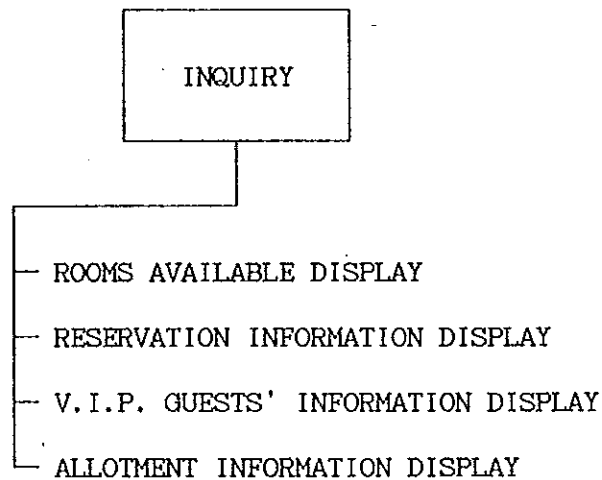 INQUIRY
ROOMS AVAILABLE DISPLAY
RESERVATION INFORMATION DISPLAY
V.I.P. GUESTS' INFORMATION DISPLAY
ALLOTMENT INFORMATION DISPLAY